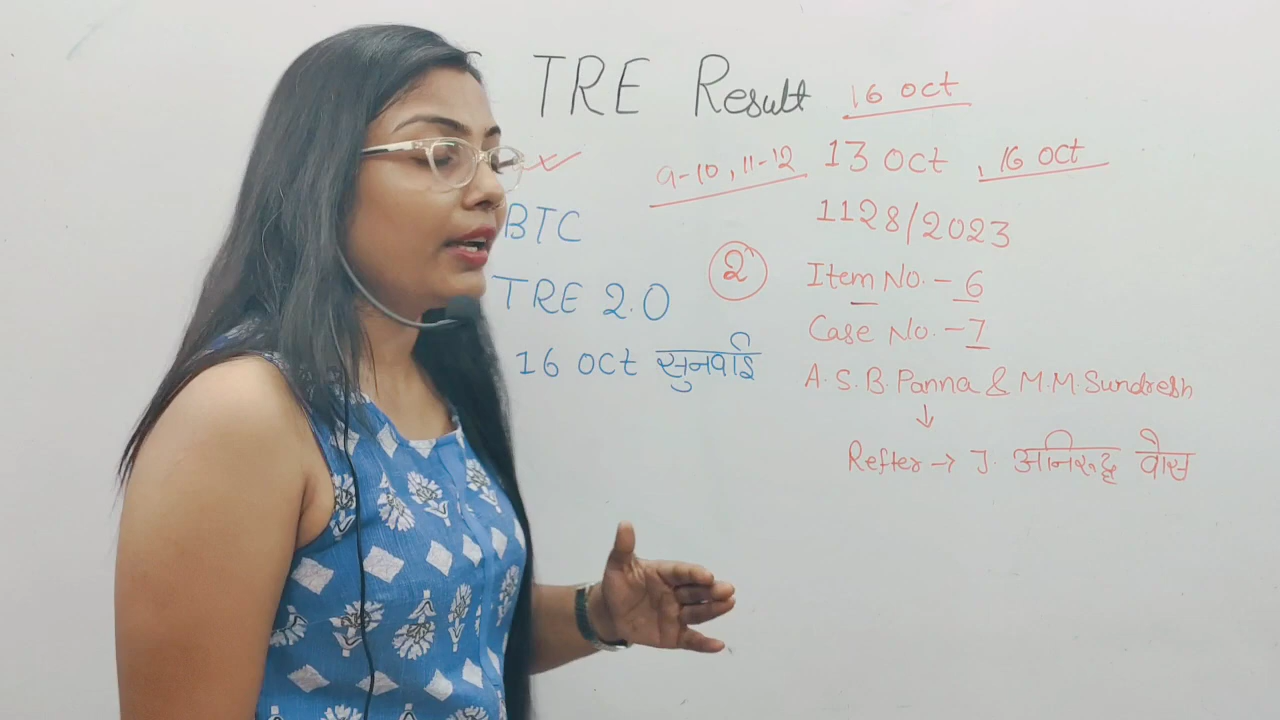 TRE Result 16 oct
9-10, 11-12 13 oct, 16 oct
BTC
1128/2023
TRE 2.0
2
Item No. - 6
Case No. - 7
16 oct सुनवाई
A.S.B. Panna & M.M. Sundresh
↓
Refter → J. अनिरुद्ध वोस